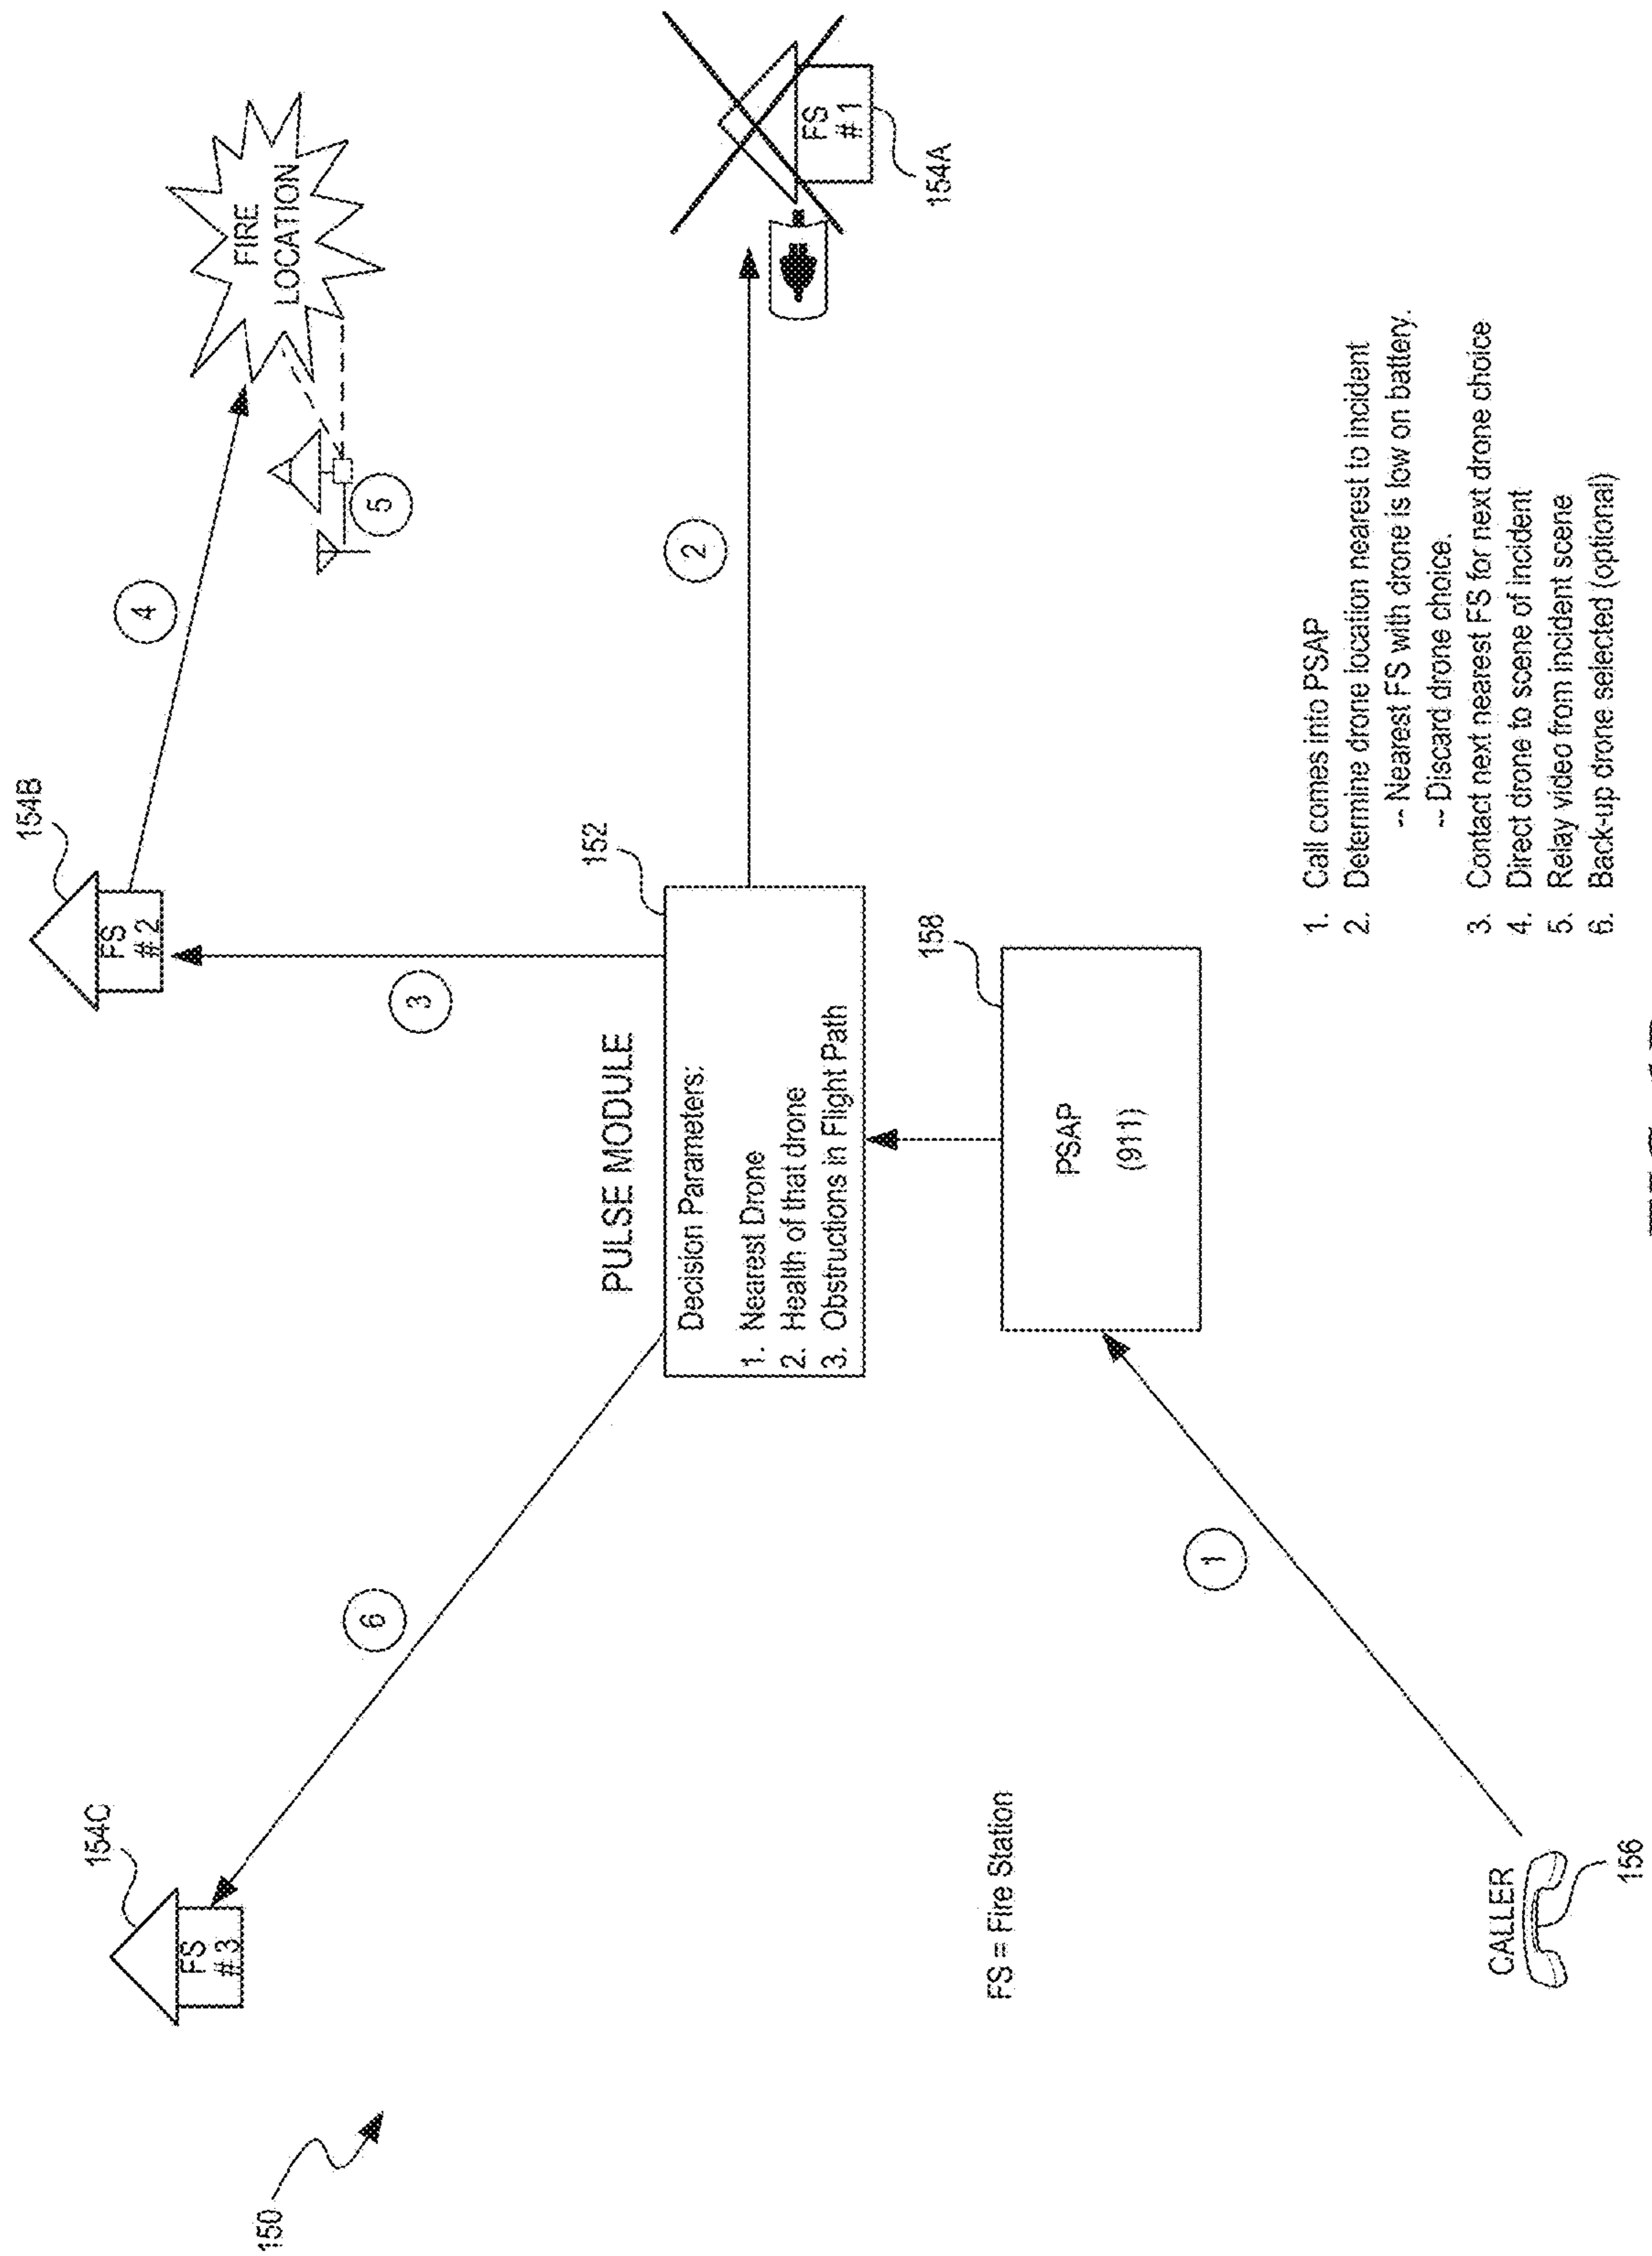 154C
FS
# 3
154B
FS
# 2
4
FIRE
LOCATION
5
150
6
3
PULSE MODULE
152
Decision Parameters:
1. Nearest Drone
2. Health of that drone
3. Obstructions in Flight Path
2
FS
# 1
154A
158
PSAP
(911)
FS = Fire Station
1
CALLER
156
1. Call comes into PSAP
2. Determine drone location nearest to incident
-- Nearest FS with drone is low on battery.
-- Discard drone choice.
3. Contact next nearest FS for next drone choice
4. Direct drone to scene of incident
5. Relay video from incident scene
6. Back-up drone selected (optional)